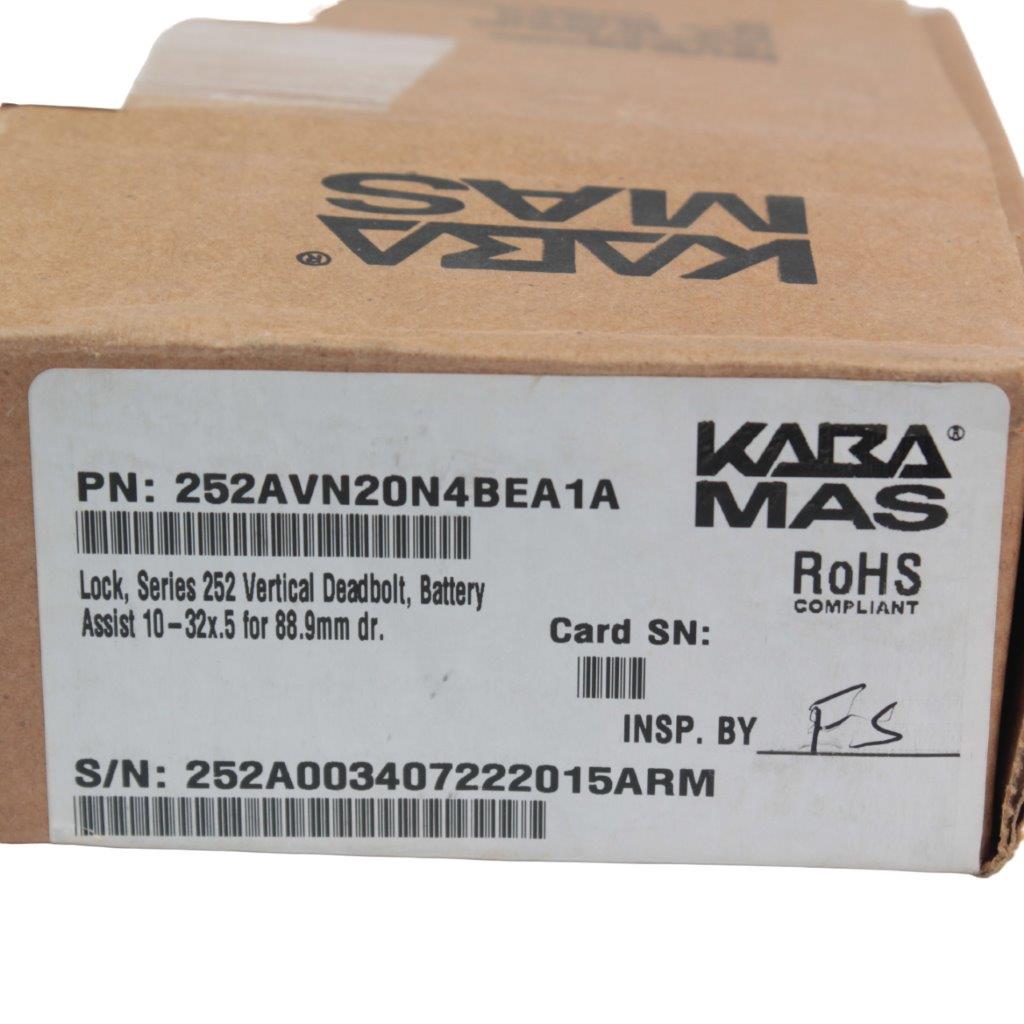 KABA
MAS
®
PN: 252AVN20N4BEA1A
Lock, Series 252 Vertical Deadbolt, Battery
Assist 10-32x.5 for 88.9mm dr.
KABA®
MAS
RoHS
COMPLIANT
Card SN:
INSP. BY FS
S/N: 252A003407222015ARM